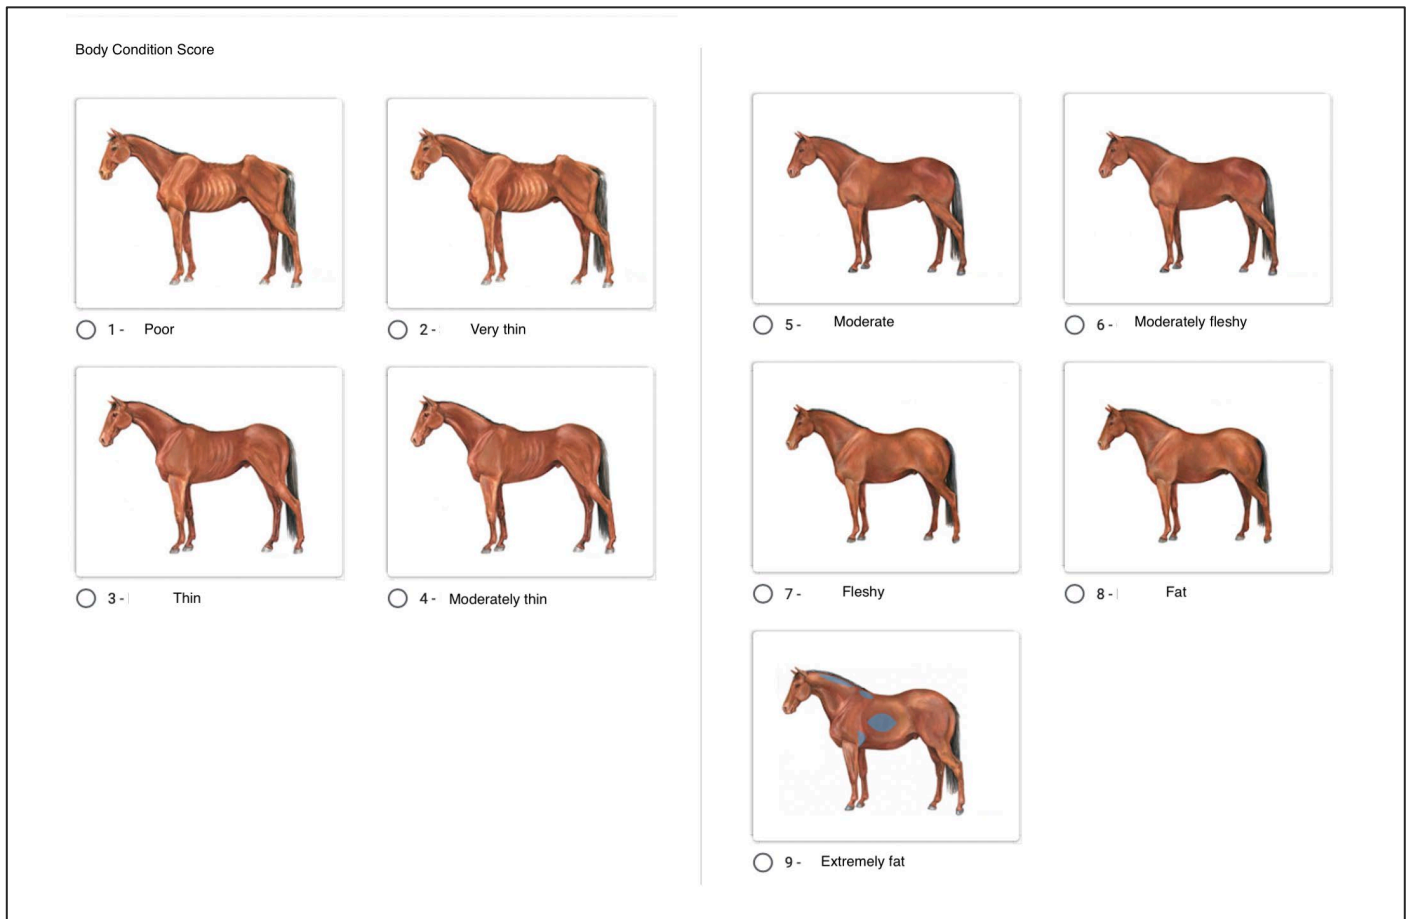 Body Condition Score
1 - Poor
2 - Very thin
3 - Thin
4 - Moderately thin
5 - Moderate
6 - Moderately fleshy
7 - Fleshy
8 - Fat
9 - Extremely fat